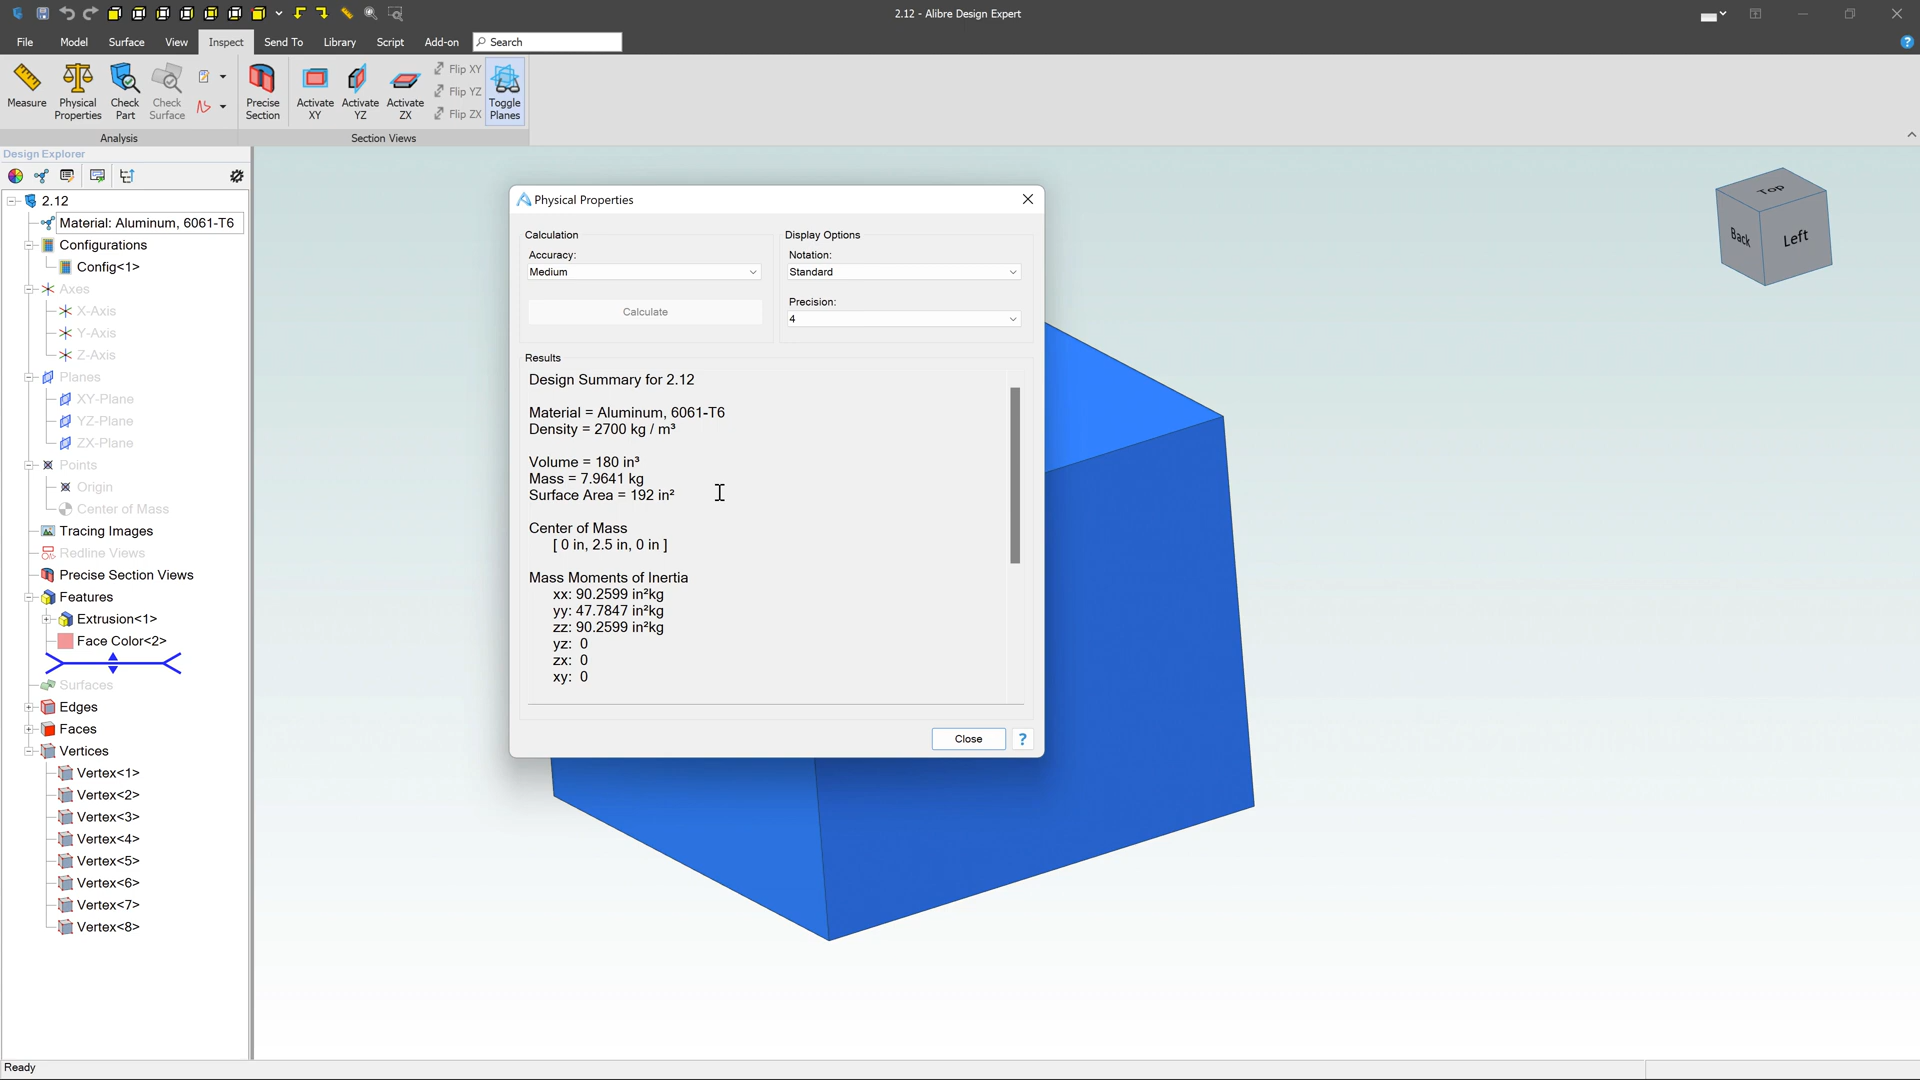 2.12 - Alibre Design Expert
File Model Surface View Inspect Send To Library Script Add-on Search
Measure
Physical Properties
Check Part
Check Surface
Precise Section
Activate XY
Activate YZ
Activate ZX
Flip XY
Flip YZ
Flip ZX
Toggle Planes
Analysis
Section Views
Design Explorer
2.12
Material: Aluminum, 6061-T6
Configurations
Config<1>
Axes
X-Axis
Y-Axis
Z-Axis
Planes
XY-Plane
YZ-Plane
ZX-Plane
Points
Origin
Center of Mass
Tracing Images
Redline Views
Precise Section Views
Features
Extrusion<1>
Face Color<2>
Surfaces
Edges
Faces
Vertices
Vertex<1>
Vertex<2>
Vertex<3>
Vertex<4>
Vertex<5>
Vertex<6>
Vertex<7>
Vertex<8>
Physical Properties
Calculation
Accuracy:
Medium
Calculate
Display Options
Notation:
Standard
Precision:
4
Results
Design Summary for 2.12
Material = Aluminum, 6061-T6
Density = 2700 kg / m³
Volume = 180 in³
Mass = 7.9641 kg
Surface Area = 192 in²
Center of Mass
[ 0 in, 2.5 in, 0 in ]
Mass Moments of Inertia
xx: 90.2599 in²kg
yy: 47.7847 in²kg
zz: 90.2599 in²kg
yz: 0
zx: 0
xy: 0
Close
?
Top
Back
Left
?
Ready